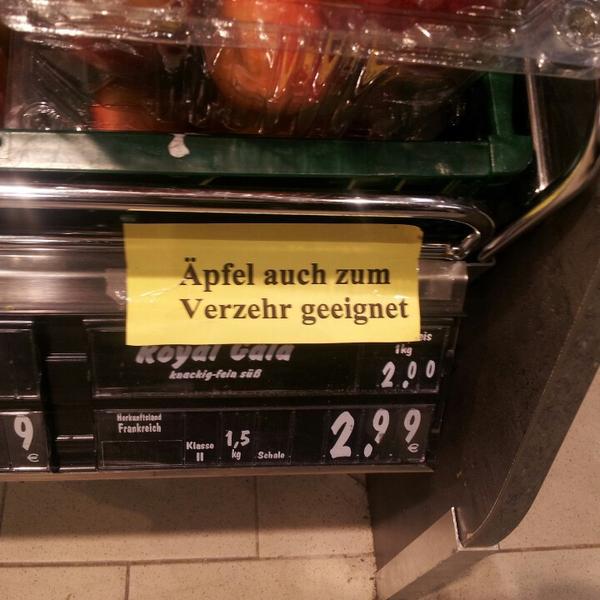 Äpfel auch zum
Verzehr geeignet
Royal Gala
knackig-fein süß
1kg
2.00
Herkunftsland
Frankreich
Klasse II
1,5 kg
Schale
2.99 €
9 €